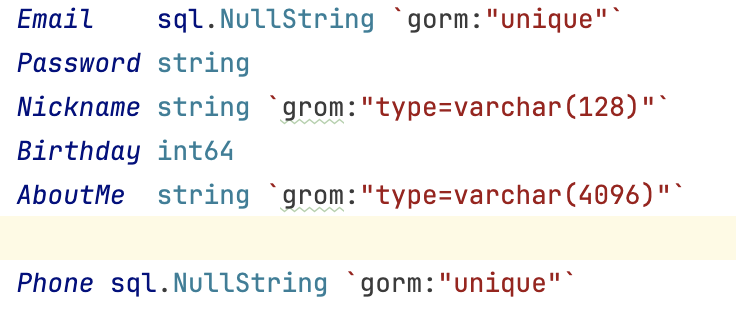 Email    sql.NullString `gorm:"unique"`
Password string
Nickname string `grom:"type=varchar(128)"`
Birthday int64
AboutMe  string `grom:"type=varchar(4096)"`
Phone sql.NullString `gorm:"unique"`